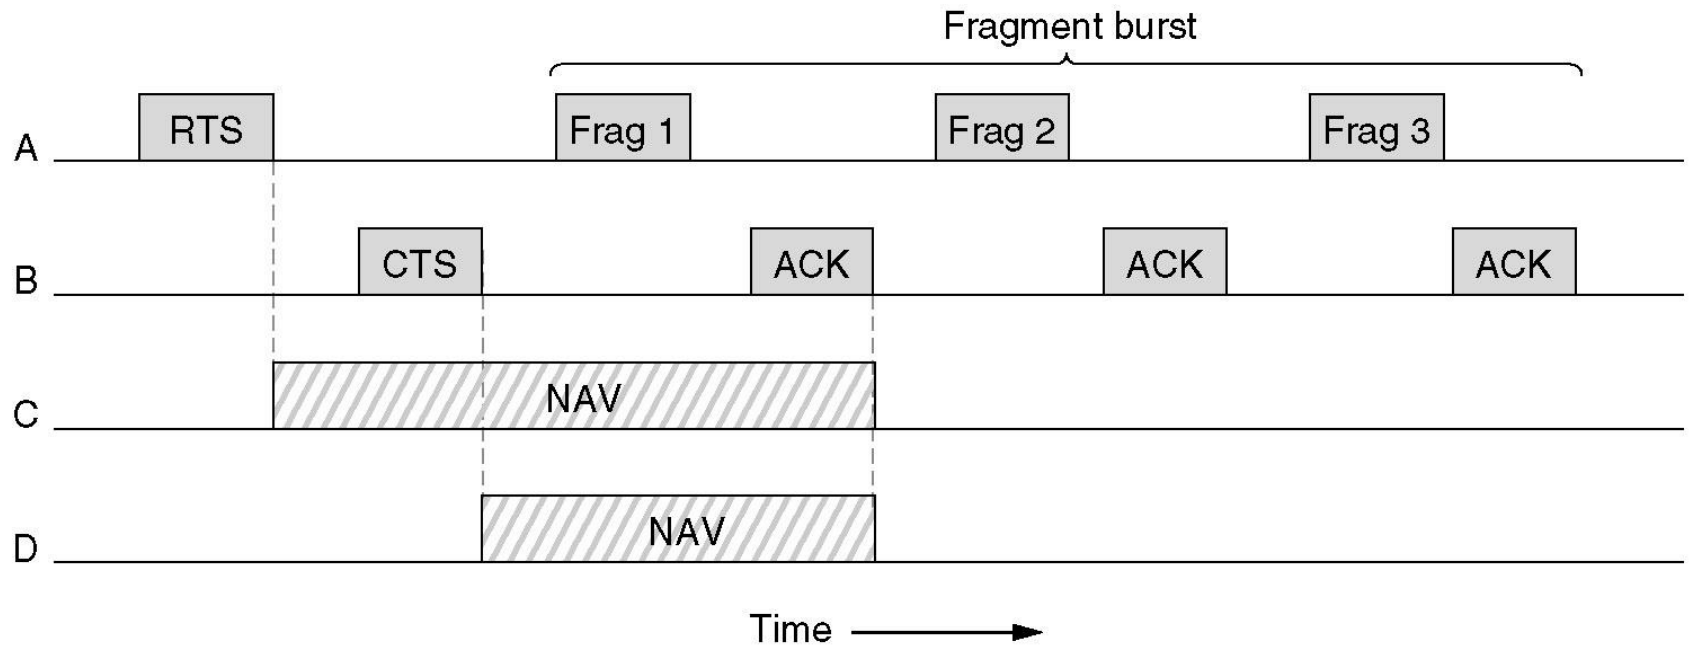 Fragment burst
A RTS Frag 1 Frag 2 Frag 3
B CTS ACK ACK ACK
C NAV
D NAV
Time